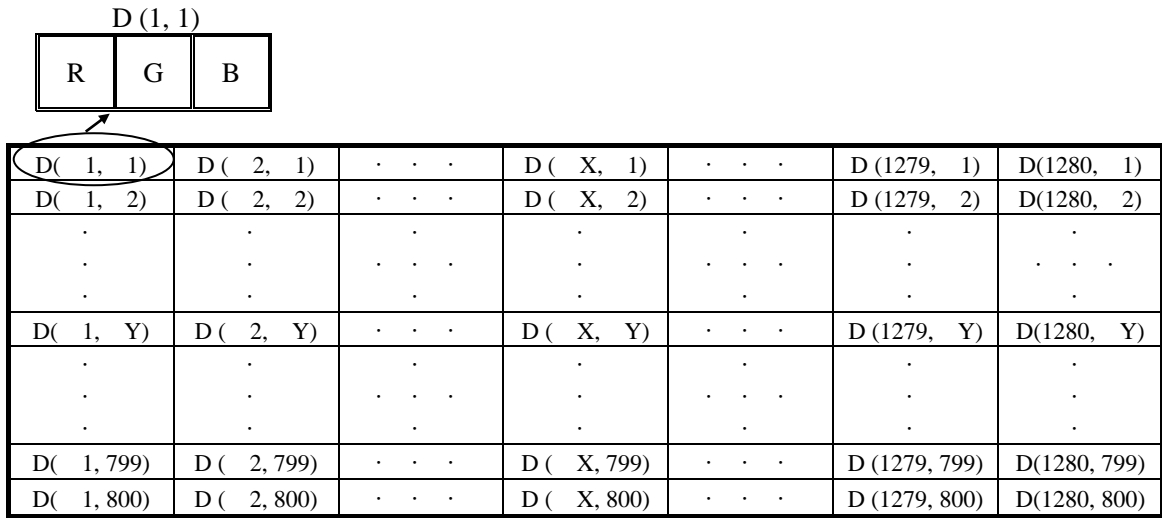 D (1, 1)
R G B
D( 1, 1) D ( 2, 1) · · · D ( X, 1) · · · D (1279, 1) D(1280, 1)
D( 1, 2) D ( 2, 2) · · · D ( X, 2) · · · D (1279, 2) D(1280, 2)
· · · · · · ·
· · · · · · · · · · · · ·
· · · · · · ·
D( 1, Y) D ( 2, Y) · · · D ( X, Y) · · · D (1279, Y) D(1280, Y)
· · · · · · ·
· · · · · · · · · · ·
· · · · · · ·
D( 1, 799) D ( 2, 799) · · · D ( X, 799) · · · D (1279, 799) D(1280, 799)
D( 1, 800) D ( 2, 800) · · · D ( X, 800) · · · D (1279, 800) D(1280, 800)